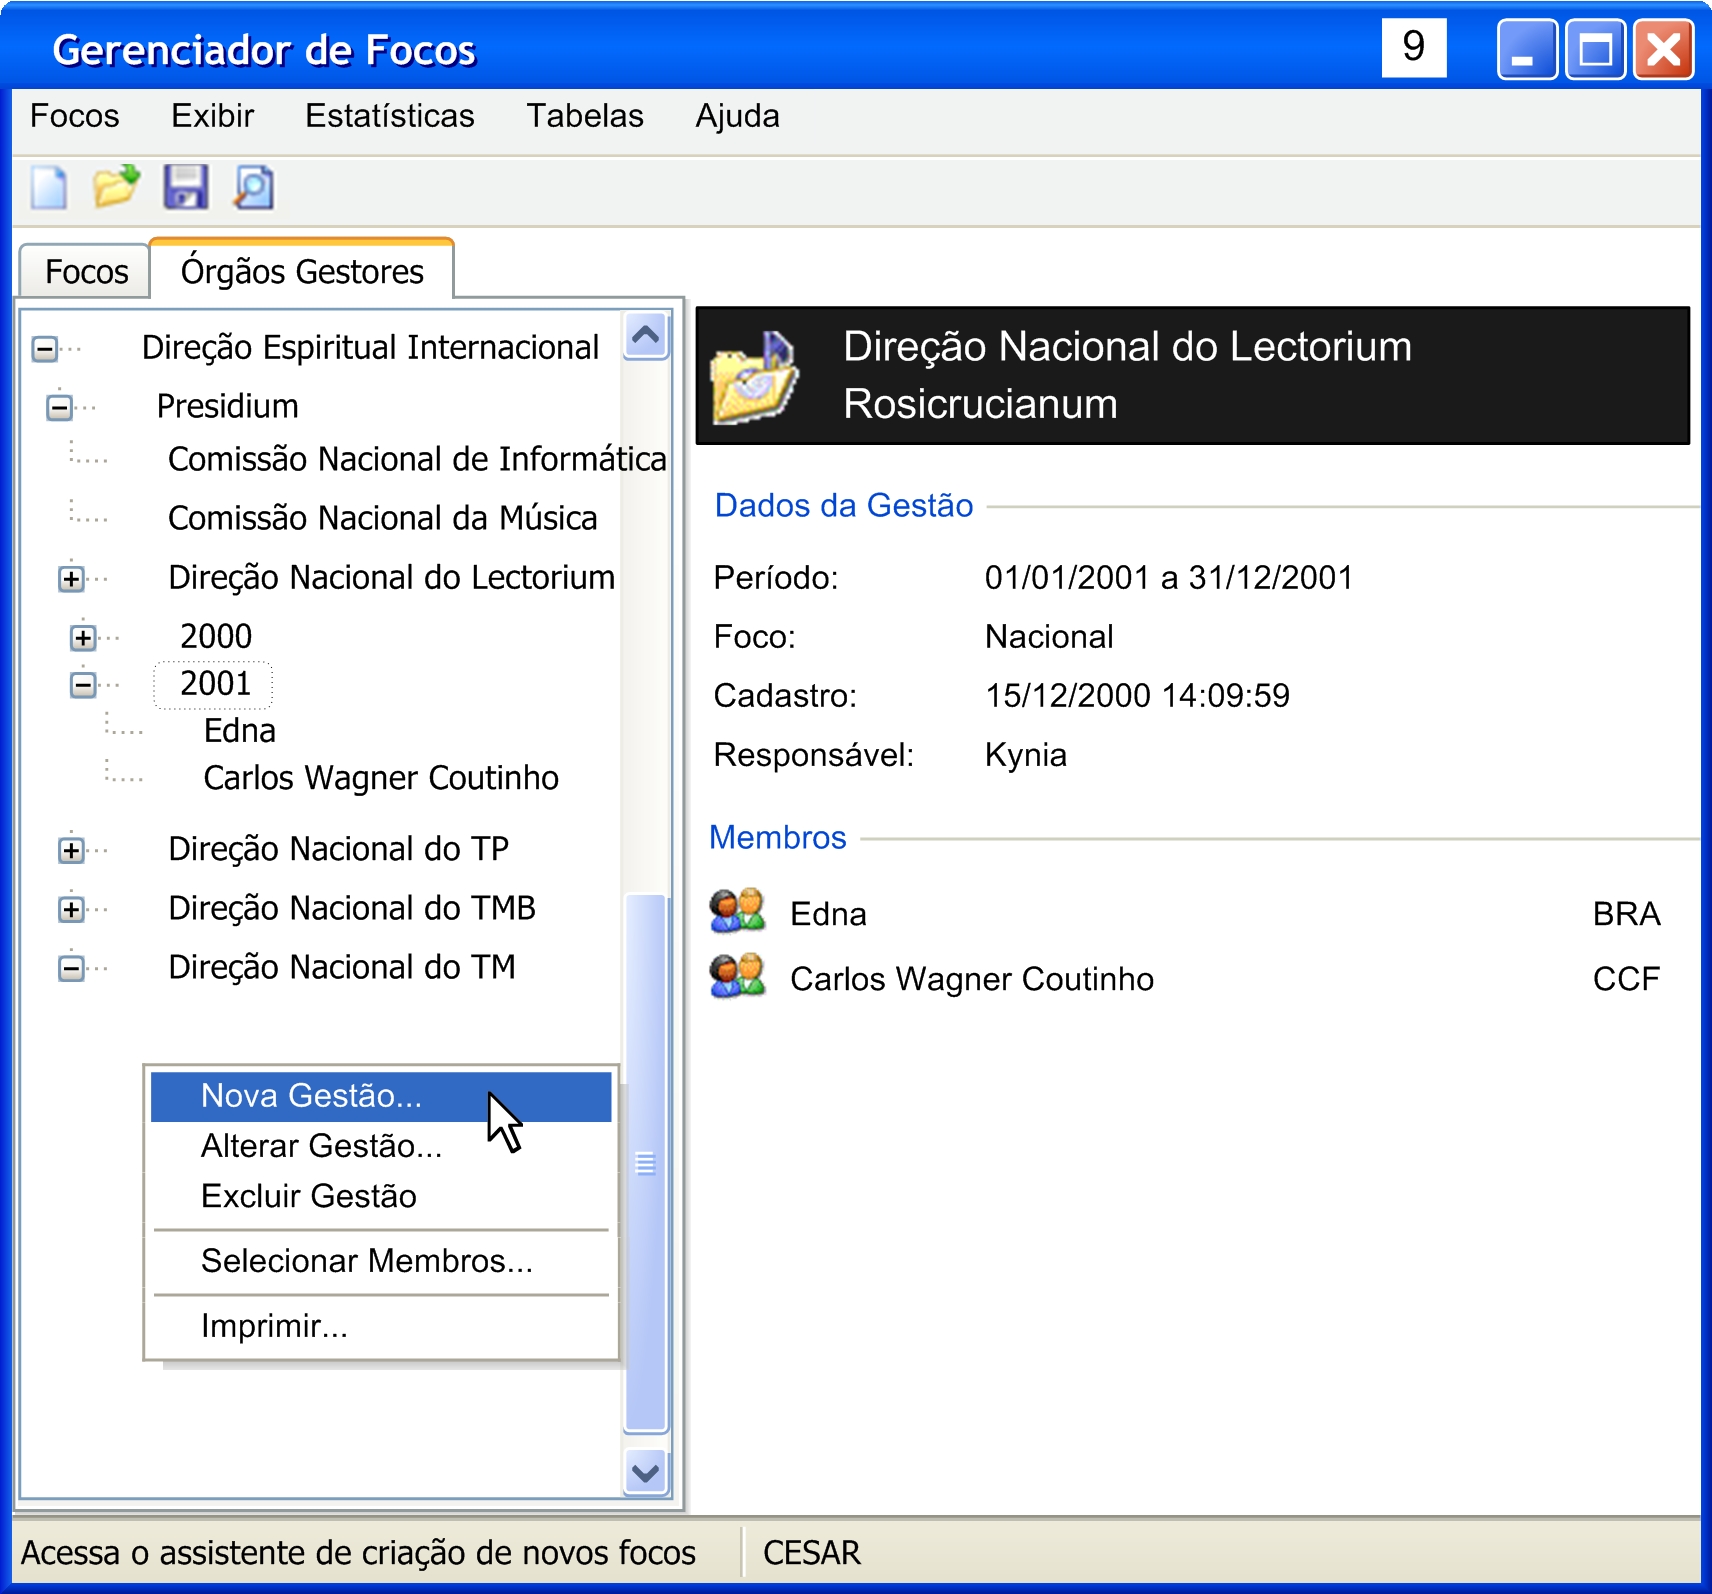 Gerenciador de Focos
9
Focos Exibir Estatísticas Tabelas Ajuda
Focos Órgãos Gestores
Direção Espiritual Internacional
Presidium
Comissão Nacional de Informática
Comissão Nacional da Música
Direção Nacional do Lectorium
2000
2001
Edna
Carlos Wagner Coutinho
Direção Nacional do TP
Direção Nacional do TMB
Direção Nacional do TM
Nova Gestão...
Alterar Gestão...
Excluir Gestão
Selecionar Membros...
Imprimir...
Direção Nacional do Lectorium
Rosicrucianum
Dados da Gestão
Período: 01/01/2001 a 31/12/2001
Foco: Nacional
Cadastro: 15/12/2000 14:09:59
Responsável: Kynia
Membros
Edna BRA
Carlos Wagner Coutinho CCF
Acessa o assistente de criação de novos focos CESAR